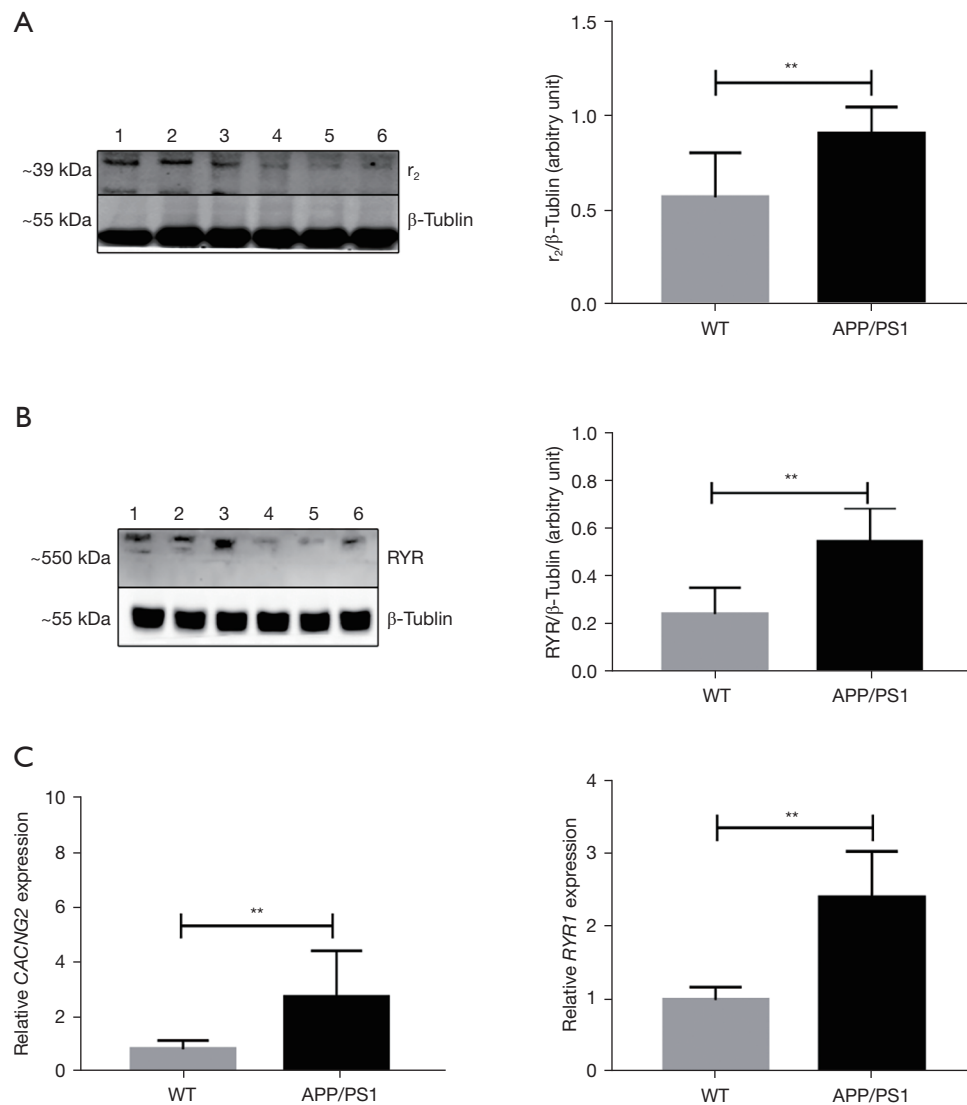 A
1 2 3 4 5 6
~39 kDa
r₂
~55 kDa
β-Tublin
r₂/β-Tublin (arbitry unit)
1.5
1.0
0.5
0.0
**
WT
APP/PS1
B
1 2 3 4 5 6
~550 kDa
RYR
~55 kDa
β-Tublin
RYR/β-Tublin (arbitry unit)
1.0
0.8
0.6
0.4
0.2
0.0
**
WT
APP/PS1
C
Relative CACNG2 expression
10
8
6
4
2
0
**
WT
APP/PS1
Relative RYR1 expression
4
3
2
1
0
**
WT
APP/PS1